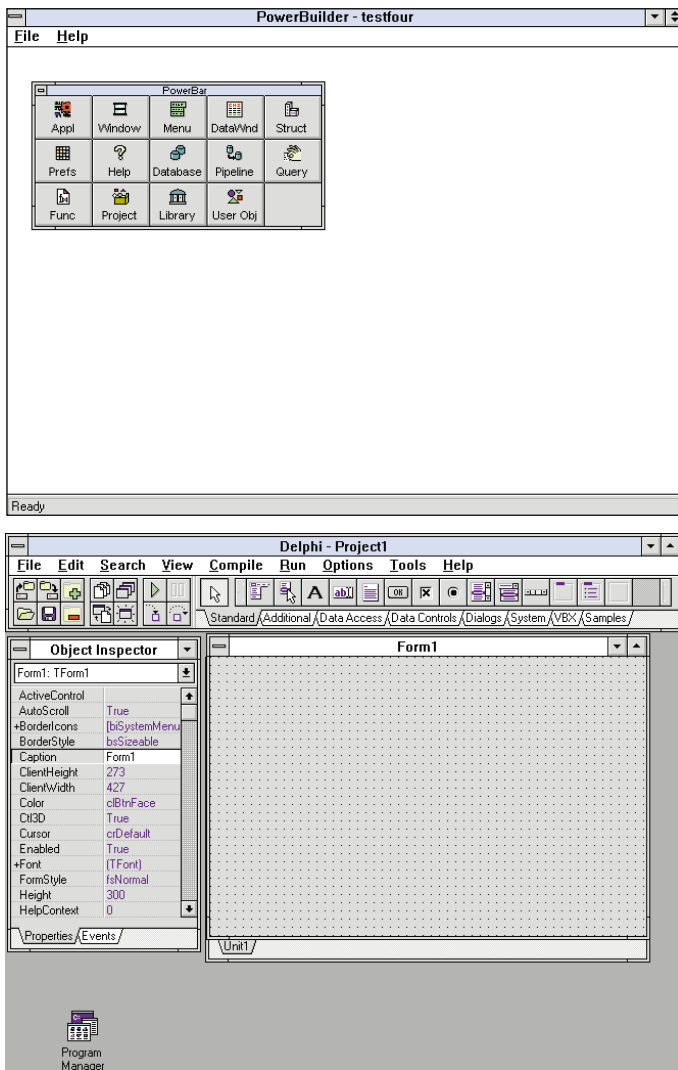 PowerBuilder - testfour
File Help
PowerBar
Appl Window Menu DataWnd Struct
Prefs Help Database Pipeline Query
Func Project Library User Obj
Ready
Delphi - Project1
File Edit Search View Compile Run Options Tools Help
A ab OK
Standard Additional Data Access Data Controls Dialogs System VBX Samples
Object Inspector
Form1: TForm1
ActiveControl
AutoScroll True
+BorderIcons [biSystemMenu
BorderStyle bsSizeable
Caption Form1
ClientHeight 273
ClientWidth 427
Color clBtnFace
Ctl3D True
Cursor crDefault
Enabled True
+Font (TFont)
FormStyle fsNormal
Height 300
HelpContext 0
Properties Events
Form1
Unit1
C:\
Program
Manager